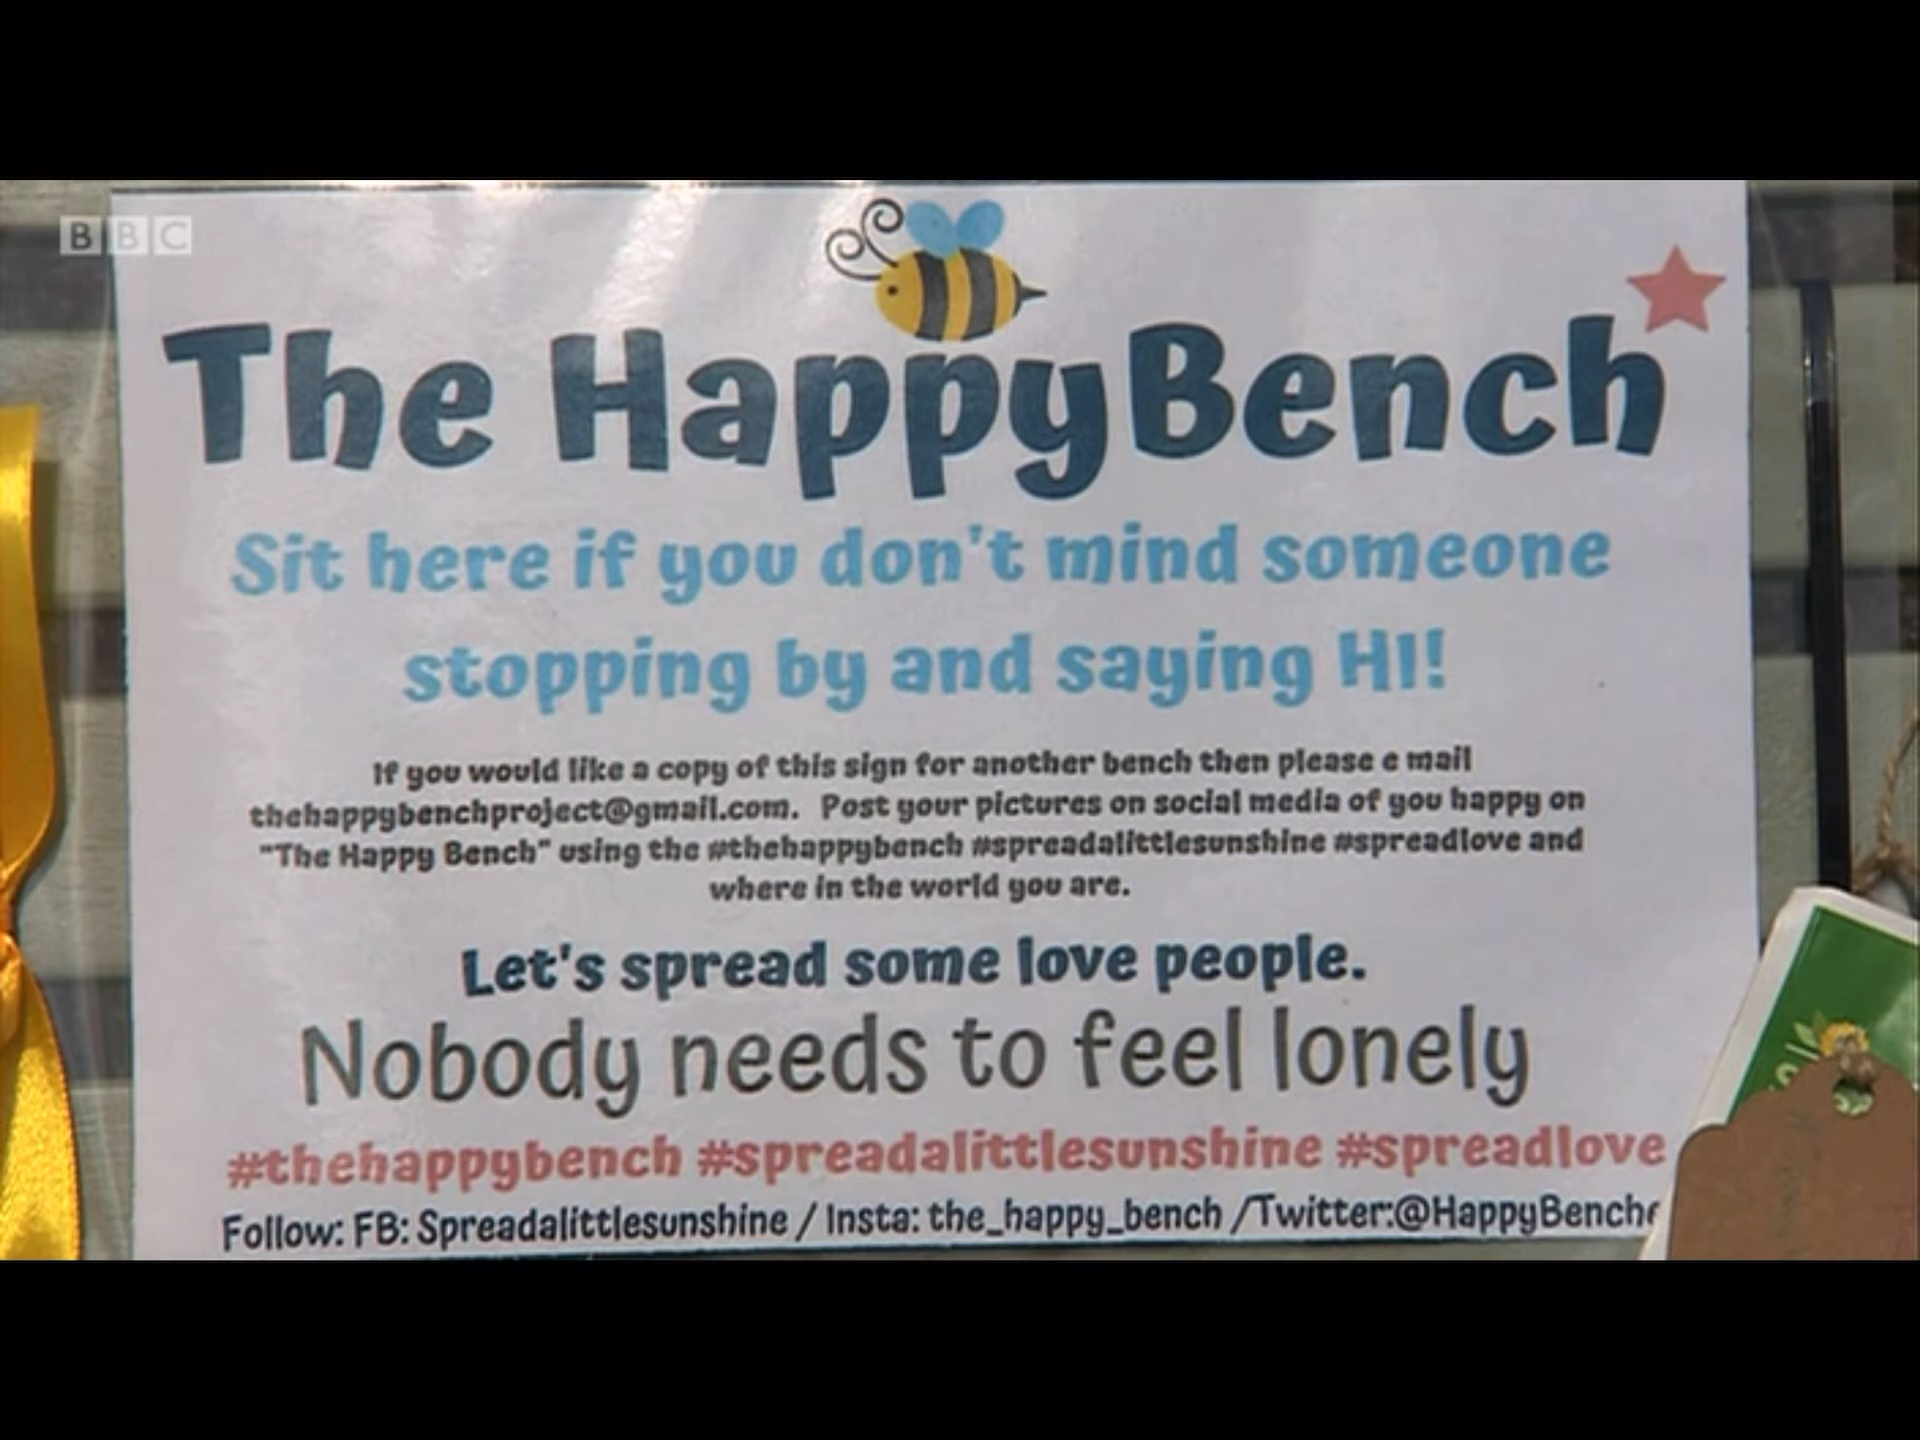 BBC
The Happy Bench
Sit here if you don't mind someone
stopping by and saying HI!
If you would like a copy of this sign for another bench then please e mail
thehappybenchproject@gmail.com. Post your pictures on social media of you happy on
"The Happy Bench" using the #thehappybench #spreadalittlesunshine #spreadlove and
where in the world you are.
Let's spread some love people.
Nobody needs to feel lonely
#thehappybench #spreadalittlesunshine #spreadlove
Follow: FB: Spreadalittlesunshine / Insta: the_happy_bench /Twitter:@HappyBenche